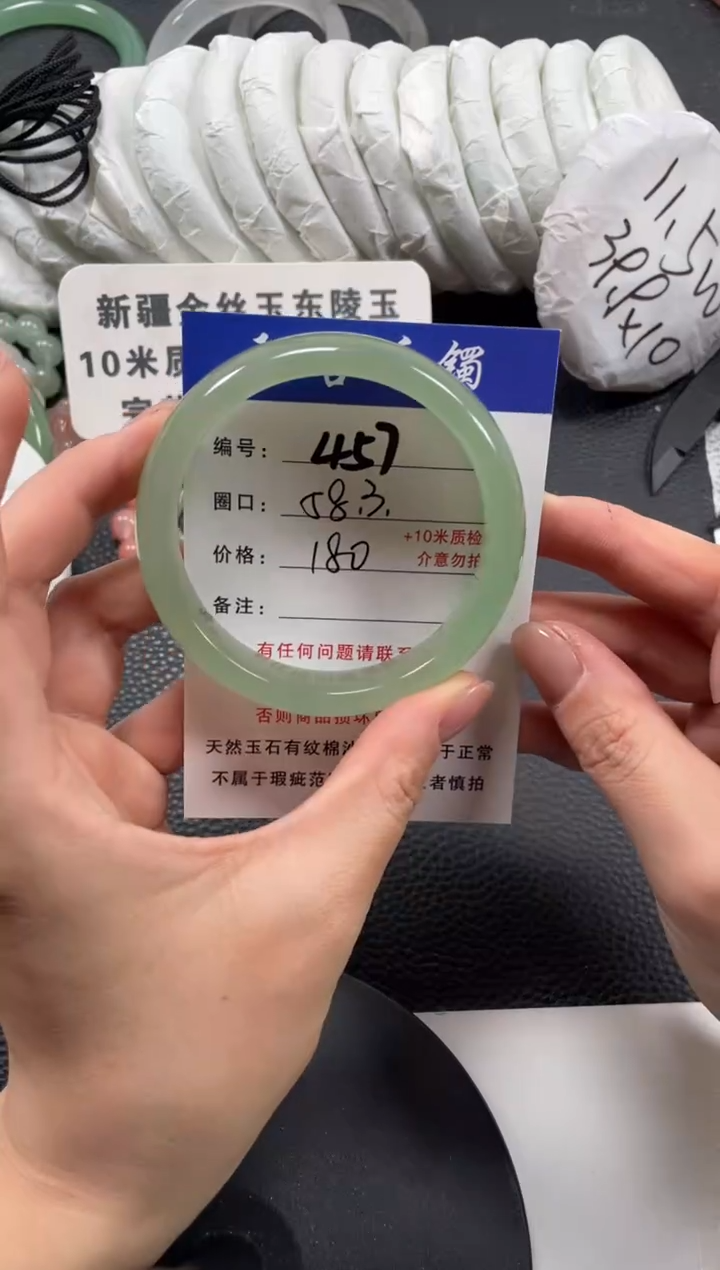 新疆金丝玉东陵玉
10米质
镯
编号: 457
圈口: 58.3.
价格: 180
+10米质检
介意勿拍
备注:
有任何问题请联系
否则商品损坏
天然玉石有纹棉 于正常
不属于瑕疵范 者慎拍
11.5W